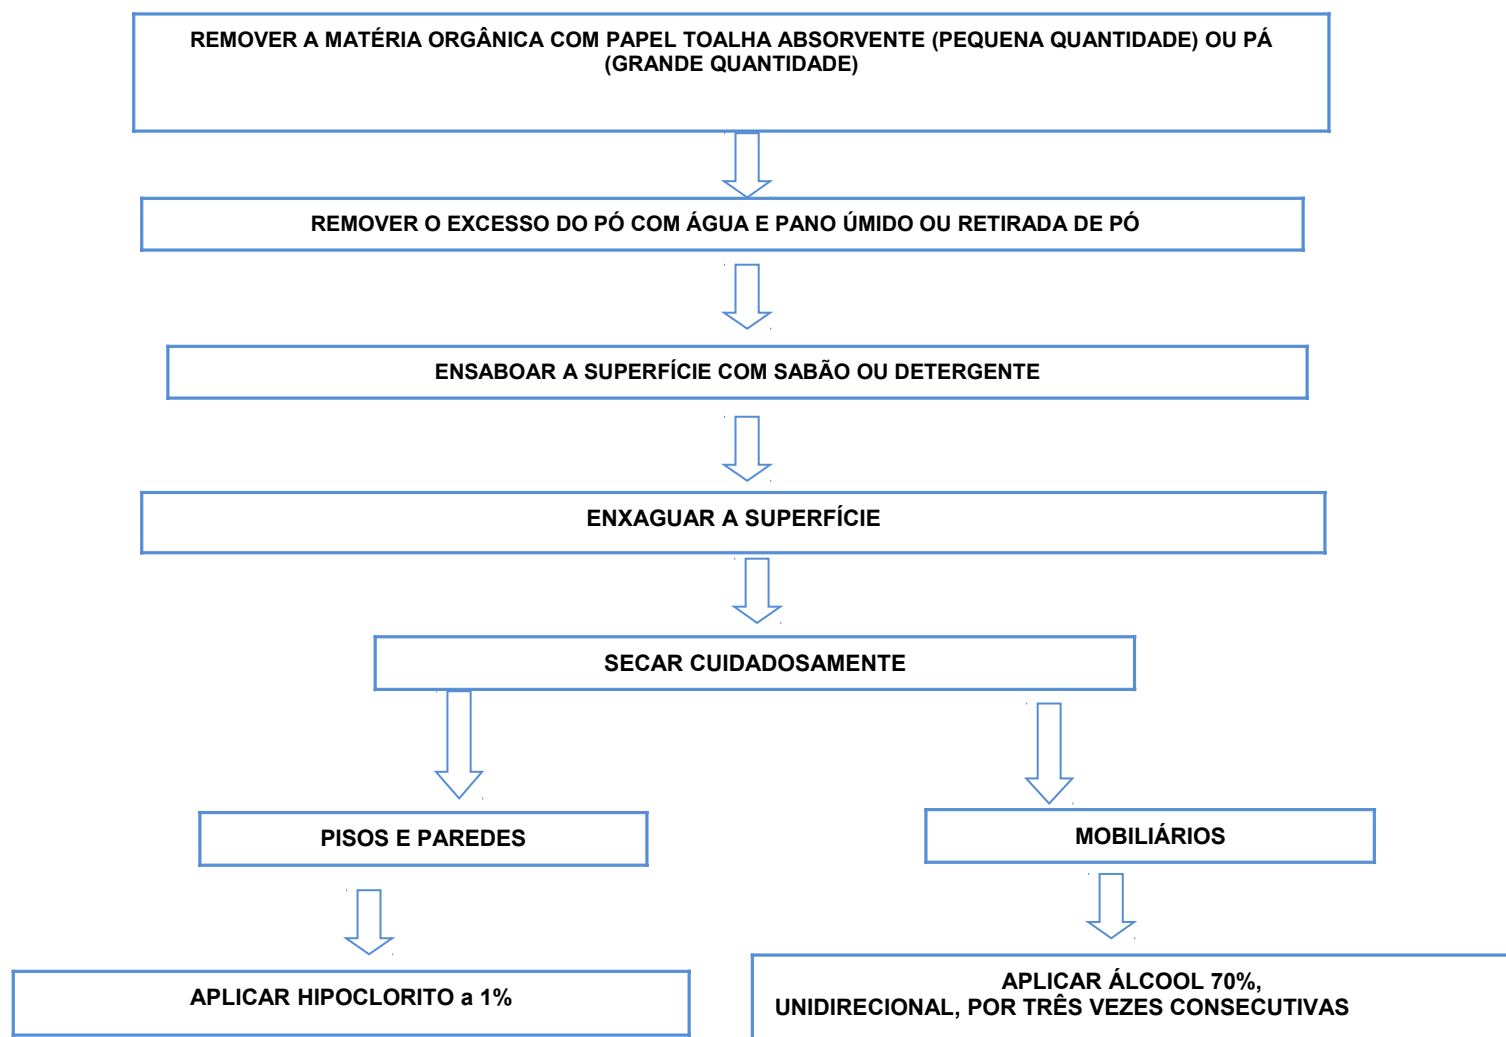 REMOVER A MATÉRIA ORGÂNICA COM PAPEL TOALHA ABSORVENTE (PEQUENA QUANTIDADE) OU PÁ
(GRANDE QUANTIDADE)
REMOVER O EXCESSO DO PÓ COM ÁGUA E PANO ÚMIDO OU RETIRADA DE PÓ
ENSABOAR A SUPERFÍCIE COM SABÃO OU DETERGENTE
ENXAGUAR A SUPERFÍCIE
SECAR CUIDADOSAMENTE
PISOS E PAREDES
MOBILIÁRIOS
APLICAR HIPOCLORITO a 1%
APLICAR ÁLCOOL 70%,
UNIDIRECIONAL, POR TRÊS VEZES CONSECUTIVAS